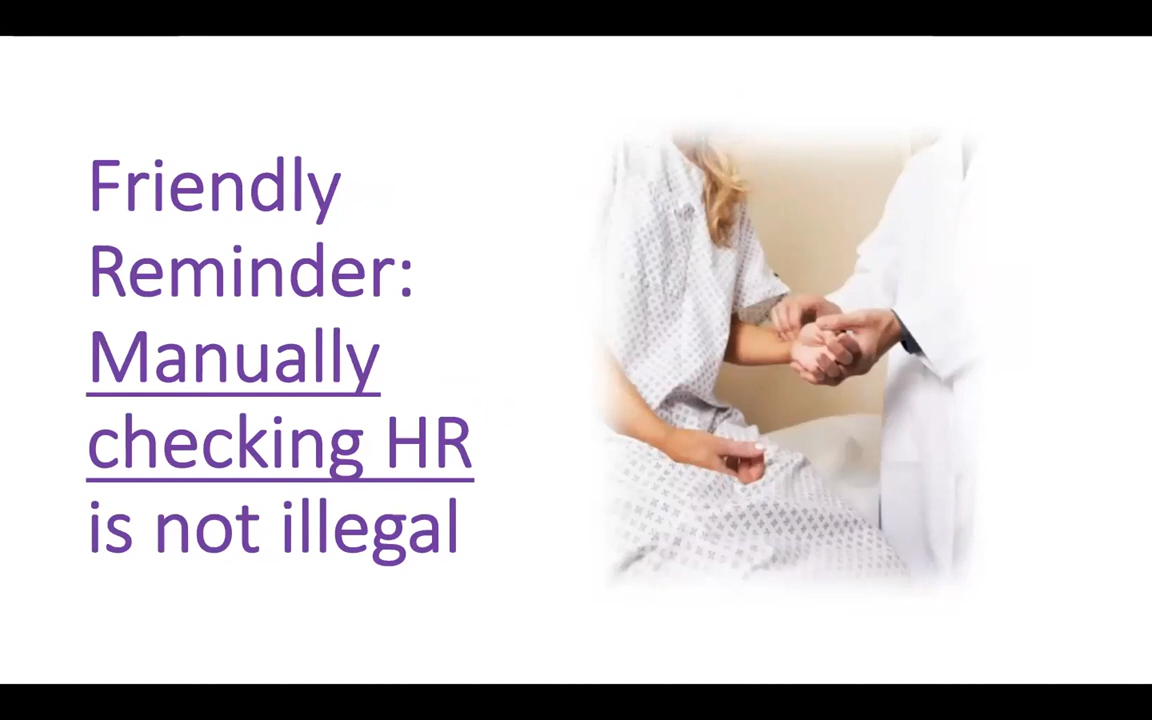 Friendly
Reminder:
Manually
checking HR
is not illegal